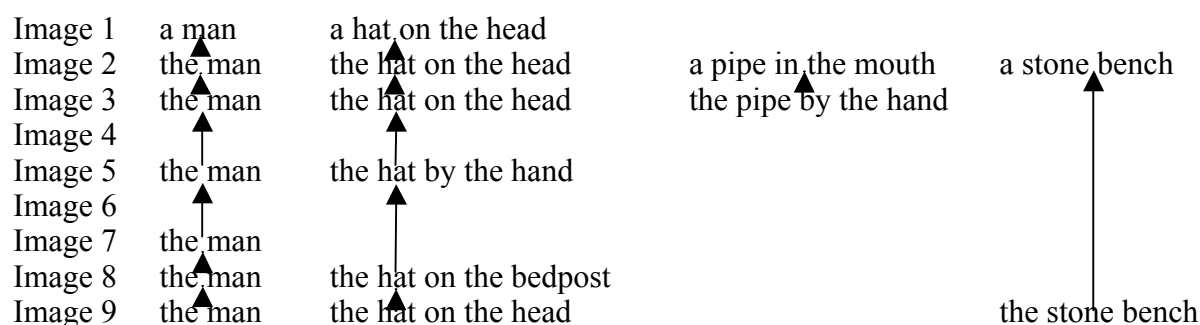 Image 1 a man a hat on the head
Image 2 the man the hat on the head a pipe in the mouth a stone bench
Image 3 the man the hat on the head the pipe by the hand
Image 4
Image 5 the man the hat by the hand
Image 6
Image 7 the man
Image 8 the man the hat on the bedpost
Image 9 the man the hat on the head the stone bench